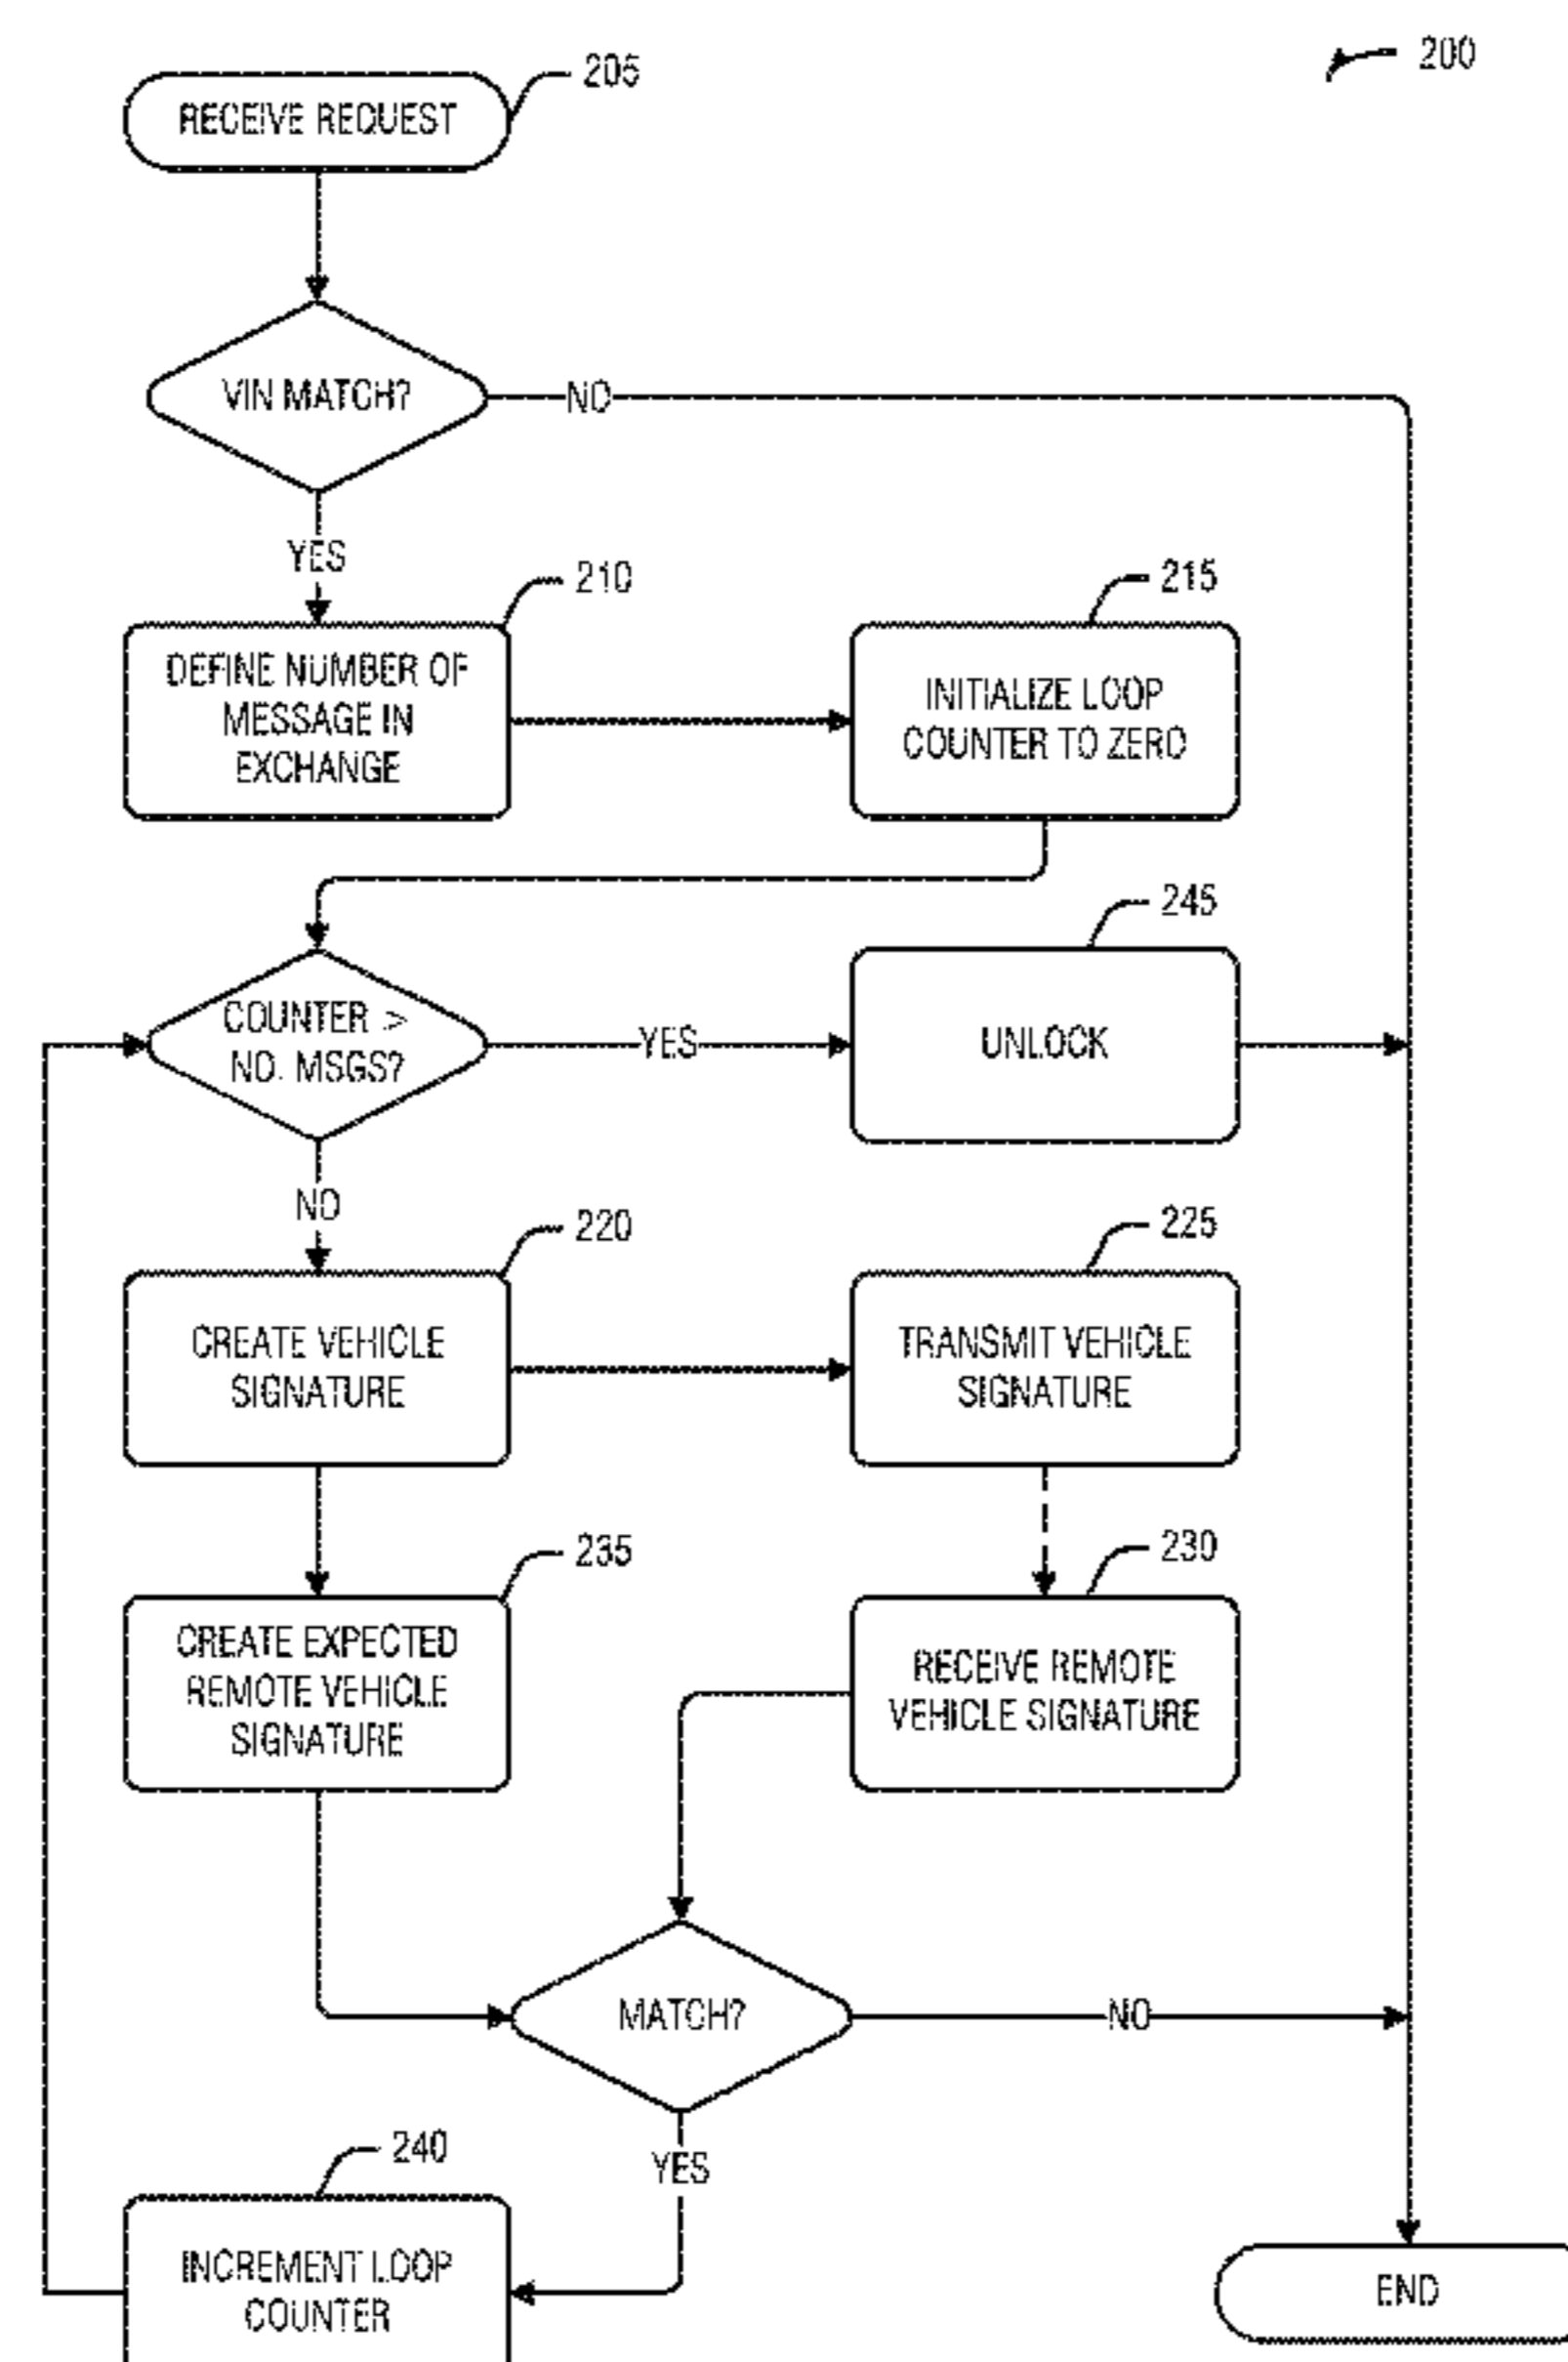 200
205
RECEIVE REQUEST
VIN MATCH?
NO
YES
210
DEFINE NUMBER OF
MESSAGE IN
EXCHANGE
215
INITIALIZE LOOP
COUNTER TO ZERO
COUNTER >
NO. MSGS?
YES
245
UNLOCK
NO
220
CREATE VEHICLE
SIGNATURE
225
TRANSMIT VEHICLE
SIGNATURE
235
CREATE EXPECTED
REMOTE VEHICLE
SIGNATURE
230
RECEIVE REMOTE
VEHICLE SIGNATURE
MATCH?
NO
YES
240
INCREMENT LOOP
COUNTER
END